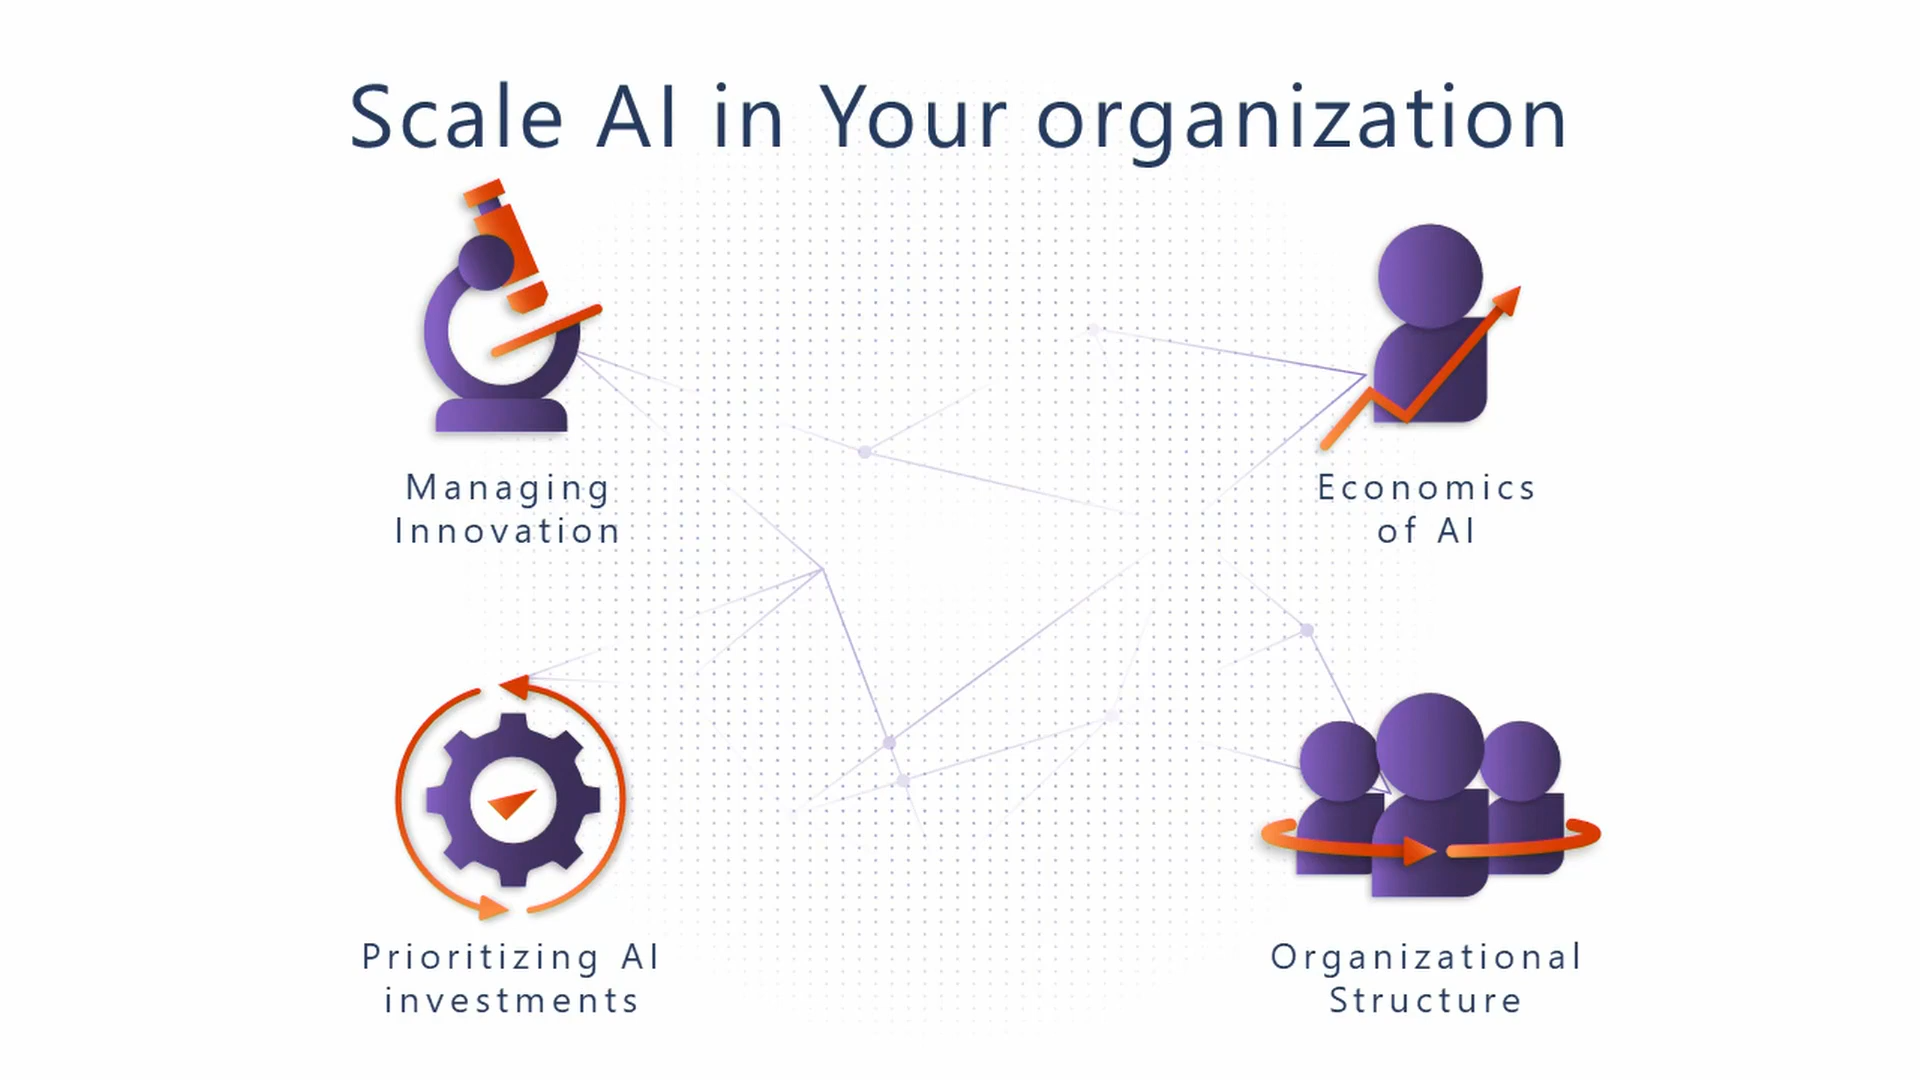 Scale AI in Your organization
Managing
Innovation
Economics
of AI
Prioritizing AI
investments
Organizational
Structure